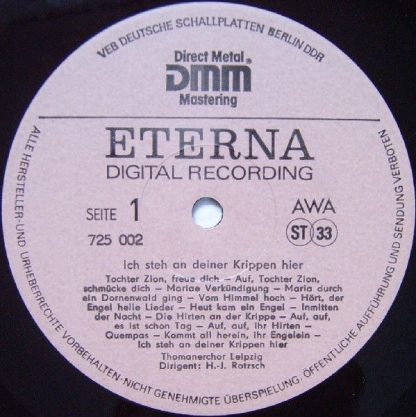 VEB DEUTSCHE SCHALLPLATTEN BERLIN DDR
Direct Metal
DMM®
Mastering
ETERNA
DIGITAL RECORDING
SEITE 1
AWA
725 002
ST 33
Ich steh an deiner Krippen hier
Tochter Zion, freue dich – Auf, Tochter Zion,
schmücke dich – Mariae Verkündigung – Maria durch
ein Dornenwald ging – Vom Himmel hoch – Hört, der
Engel helle Lieder – Heut kam ein Engel – Inmitten
der Nacht – Die Hirten an der Krippe – Auf, auf,
es ist schon Tag – Auf, auf, ihr Hirten –
Quempas – Kommt all herein, ihr Engelein –
Ich steh an deiner Krippen hier
Thomanerchor Leipzig
Dirigent: H.-J. Rotzsch
ALLE HERSTELLER- UND URHEBERRECHTE VORBEHALTEN · NICHT GENEHMIGTE ÜBERSPIELUNG, ÖFFENTLICHE AUFFÜHRUNG UND SENDUNG VERBOTEN